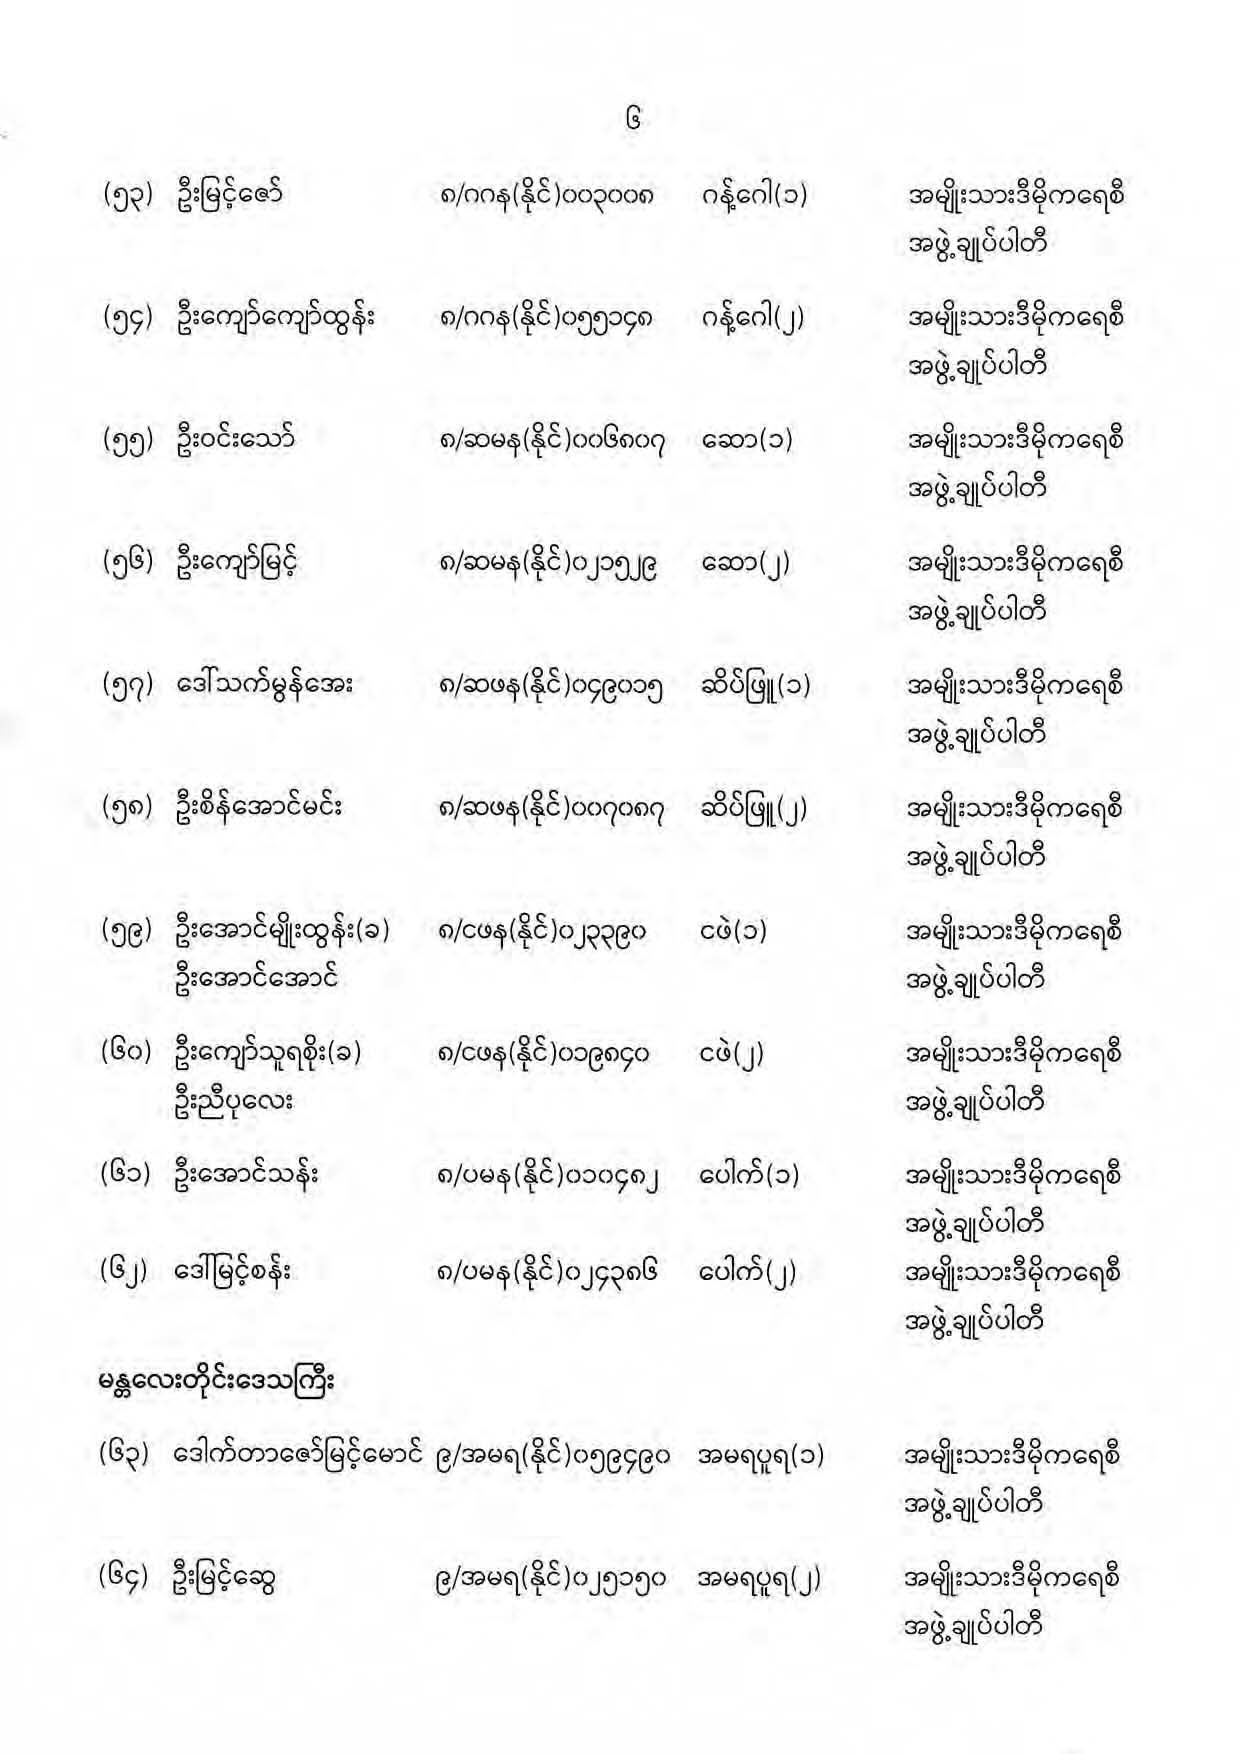 ၆
(၅၃) ဦးမြင့်ဇော် ၈/ဂဂန(နိုင်)၀၀၃၀၀၈ ဂန့်ဂေါ(၁) အမျိုးသားဒီမိုကရေစီ
အဖွဲ့ချုပ်ပါတီ
(၅၄) ဦးကျော်ကျော်ထွန်း ၈/ဂဂန(နိုင်)၀၅၅၁၄၈ ဂန့်ဂေါ(၂) အမျိုးသားဒီမိုကရေစီ
အဖွဲ့ချုပ်ပါတီ
(၅၅) ဦးဝင်းသော် ၈/ဆမန(နိုင်)၀၀၆၈၀၇ ဆော(၁) အမျိုးသားဒီမိုကရေစီ
အဖွဲ့ချုပ်ပါတီ
(၅၆) ဦးကျော်မြင့် ၈/ဆမန(နိုင်)၀၂၁၅၂၉ ဆော(၂) အမျိုးသားဒီမိုကရေစီ
အဖွဲ့ချုပ်ပါတီ
(၅၇) ဒေါ်သက်မွန်အေး ၈/ဆဖန(နိုင်)၀၄၉၀၁၅ ဆိပ်ဖြူ(၁) အမျိုးသားဒီမိုကရေစီ
အဖွဲ့ချုပ်ပါတီ
(၅၈) ဦးစိန်အောင်မင်း ၈/ဆဖန(နိုင်)၀၀၇၀၈၇ ဆိပ်ဖြူ(၂) အမျိုးသားဒီမိုကရေစီ
အဖွဲ့ချုပ်ပါတီ
(၅၉) ဦးအောင်မျိုးထွန်း(ခ) ၈/ငဖန(နိုင်)၀၂၃၃၉၀ ငဖဲ(၁) အမျိုးသားဒီမိုကရေစီ
ဦးအောင်အောင် အဖွဲ့ချုပ်ပါတီ
(၆၀) ဦးကျော်သူရစိုး(ခ) ၈/ငဖန(နိုင်)၀၁၉၈၄၀ ငဖဲ(၂) အမျိုးသားဒီမိုကရေစီ
ဦးညီပုလေး အဖွဲ့ချုပ်ပါတီ
(၆၁) ဦးအောင်သန်း ၈/ပမန(နိုင်)၀၁၀၄၈၂ ပေါက်(၁) အမျိုးသားဒီမိုကရေစီ
အဖွဲ့ချုပ်ပါတီ
(၆၂) ဒေါ်မြင့်စန်း ၈/ပမန(နိုင်)၀၂၄၃၈၆ ပေါက်(၂) အမျိုးသားဒီမိုကရေစီ
အဖွဲ့ချုပ်ပါတီ
မန္တလေးတိုင်းဒေသကြီး
(၆၃) ဒေါက်တာဇော်မြင့်မောင် ၉/အမရ(နိုင်)၀၅၉၄၉၀ အမရပူရ(၁) အမျိုးသားဒီမိုကရေစီ
အဖွဲ့ချုပ်ပါတီ
(၆၄) ဦးမြင့်ဆွေ ၉/အမရ(နိုင်)၀၂၅၁၅၀ အမရပူရ(၂) အမျိုးသားဒီမိုကရေစီ
အဖွဲ့ချုပ်ပါတီ